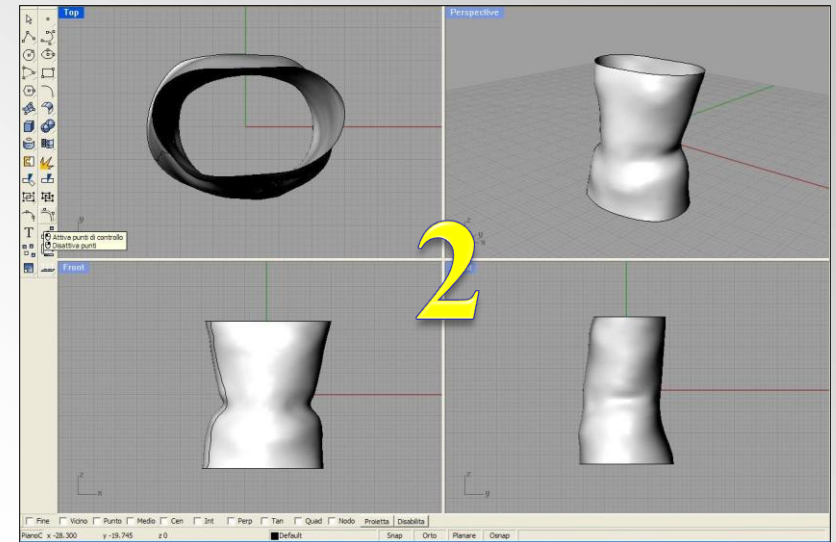 Top
Perspective
T
Attiva punti di controllo
Disattiva punti
y
z
y
x
2
Front
z
x
z
y
Fine Vicino Punto Medio Cen Int Perp Tan Quad Nodo Proietta Disabilita
PianoC x -28.300 y -19.745 z 0 Default Snap Orto Planare Osnap